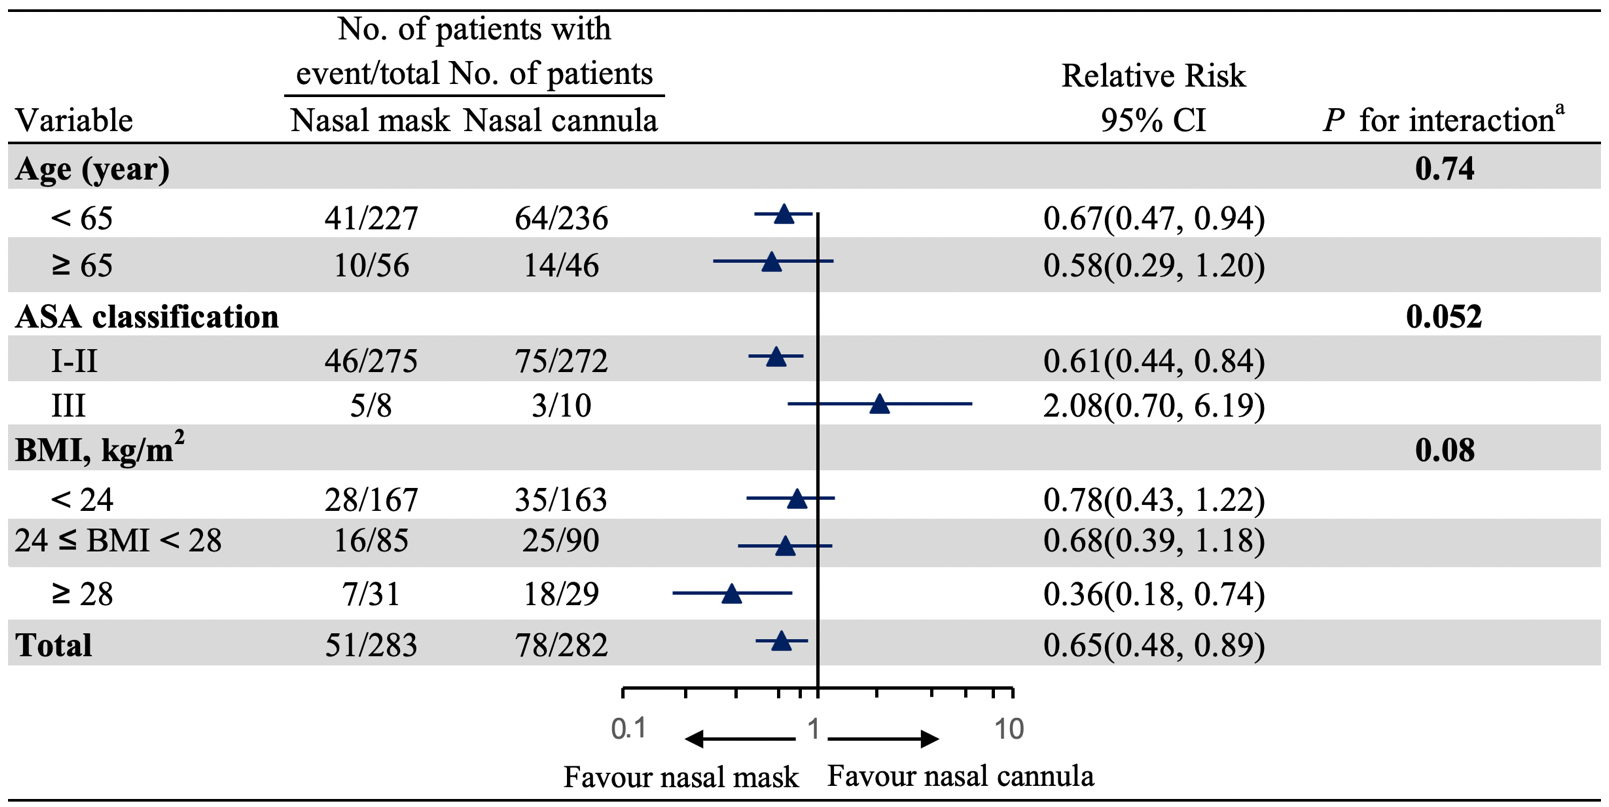 No. of patients with
event/total No. of patients
Relative Risk
Variable Nasal mask Nasal cannula 95% CI P for interactionᵃ
Age (year) 0.74
< 65 41/227 64/236 0.67(0.47, 0.94)
≥ 65 10/56 14/46 0.58(0.29, 1.20)
ASA classification 0.052
I-II 46/275 75/272 0.61(0.44, 0.84)
III 5/8 3/10 2.08(0.70, 6.19)
BMI, kg/m² 0.08
< 24 28/167 35/163 0.78(0.43, 1.22)
24 ≤ BMI < 28 16/85 25/90 0.68(0.39, 1.18)
≥ 28 7/31 18/29 0.36(0.18, 0.74)
Total 51/283 78/282 0.65(0.48, 0.89)
0.1 1 10
Favour nasal mask Favour nasal cannula